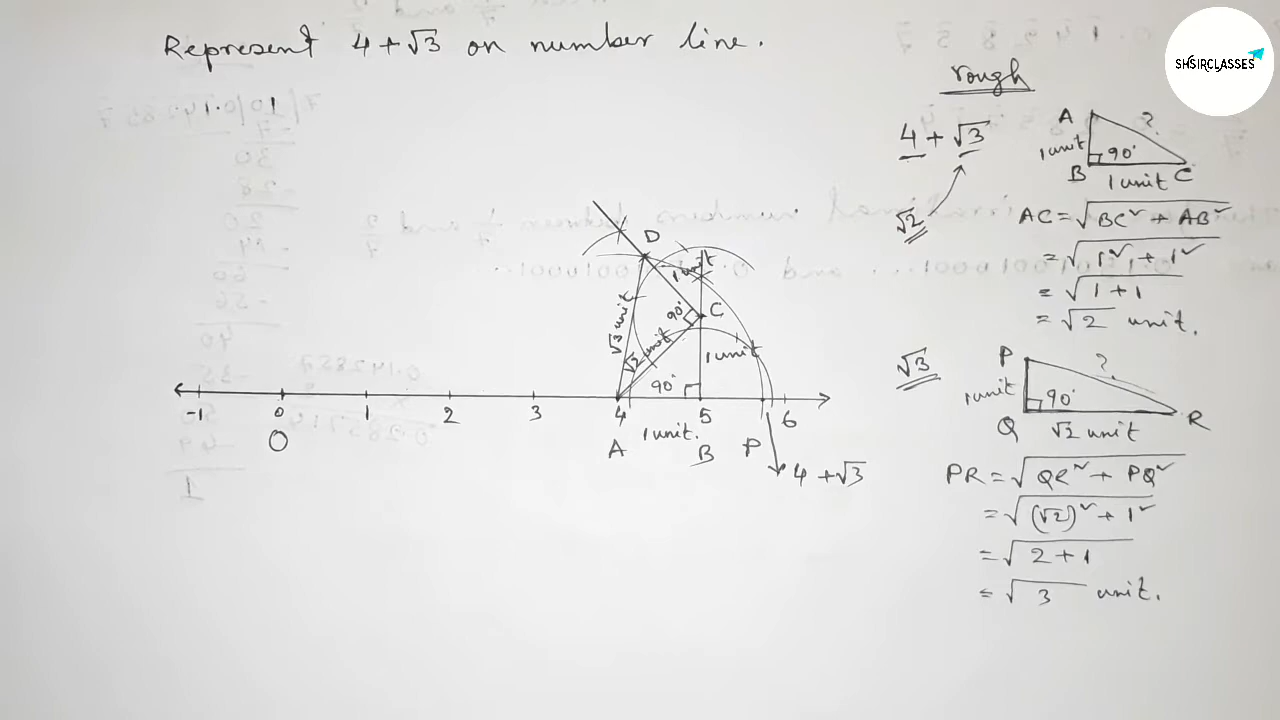 Represent 4 + √3 on number line.
SHSIRCLASSES
rough
4 + √3
√2
A
?
1 unit
90°
B
1 unit
C
AC = √BC² + AB²
= √1² + 1²
= √1 + 1
= √2 unit.
√3
P
?
1 unit
90°
Q
√2 unit
R
PR = √QR² + PQ²
= √(√2)² + 1²
= √2 + 1
= √3 unit.
D
1 unit
90°
C
√3 unit
√2 unit
1 unit
90°
-1 0 1 2 3 4 5 6
O A 1 unit. B P
4 + √3